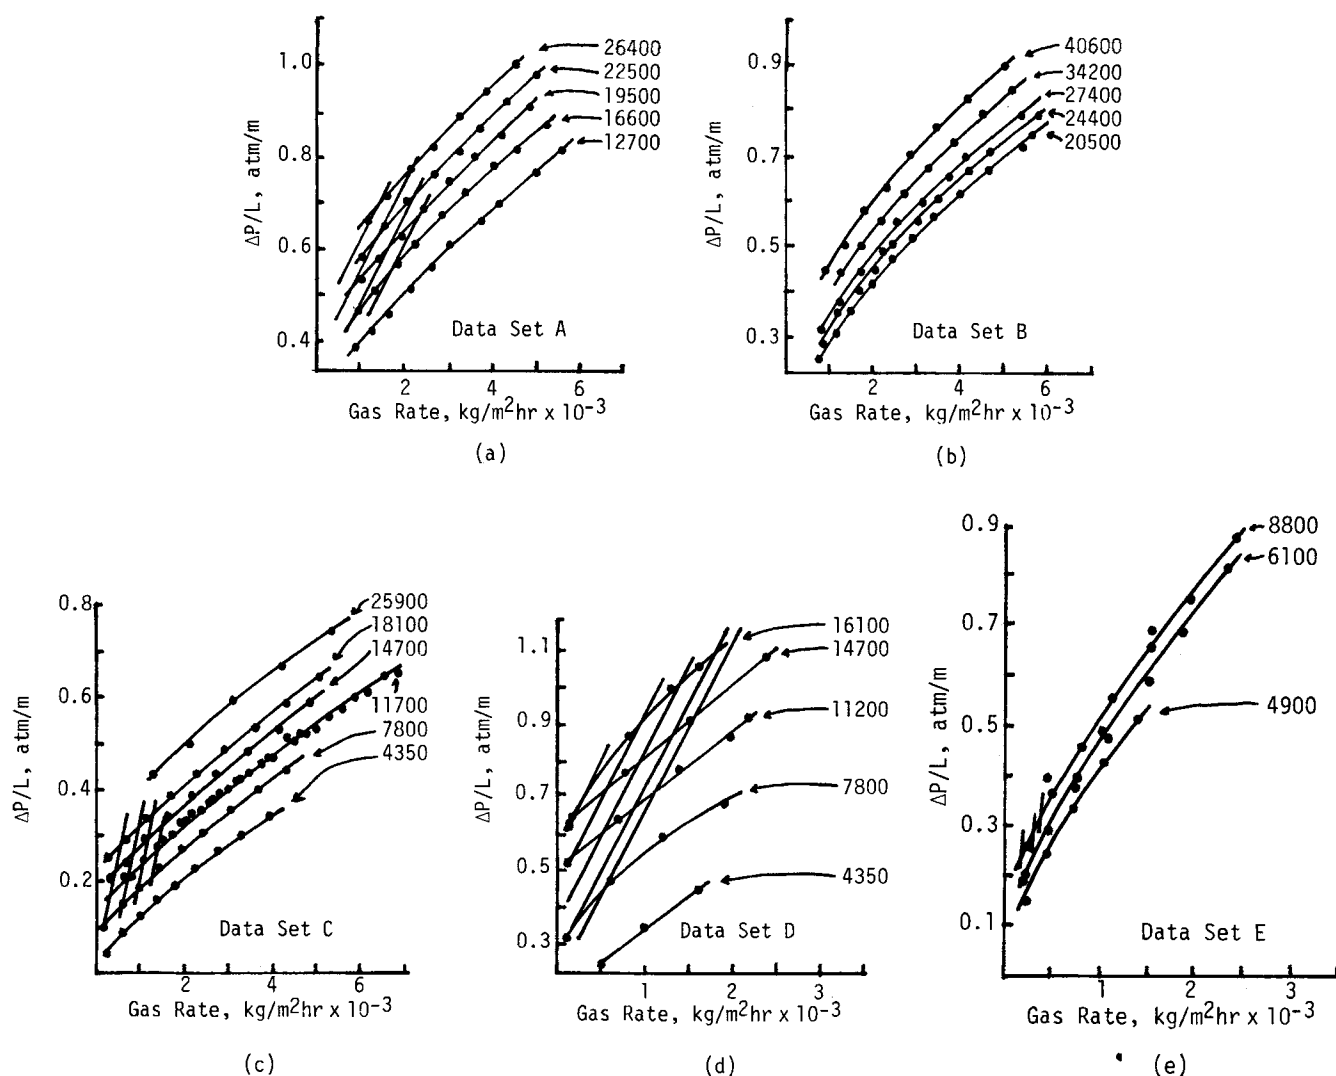 1.0
0.8
0.6
0.4
ΔP/L, atm/m
26400
22500
19500
16600
12700
Data Set A
2 4 6
Gas Rate, kg/m²hr x 10⁻³
(a)
0.9
0.7
0.5
0.3
ΔP/L, atm/m
40600
34200
27400
24400
20500
Data Set B
2 4 6
Gas Rate, kg/m²hr x 10⁻³
(b)
0.8
0.6
0.4
0.2
ΔP/L, atm/m
25900
18100
14700
11700
7800
4350
Data Set C
2 4 6
Gas Rate, kg/m²hr x 10⁻³
(c)
1.1
0.9
0.7
0.5
0.3
ΔP/L, atm/m
16100
14700
11200
7800
4350
Data Set D
1 2 3
Gas Rate, kg/m²hr x 10⁻³
(d)
0.9
0.7
0.5
0.3
0.1
ΔP/L, atm/m
8800
6100
4900
Data Set E
1 2 3
Gas Rate, kg/m²hr x 10⁻³
(e)